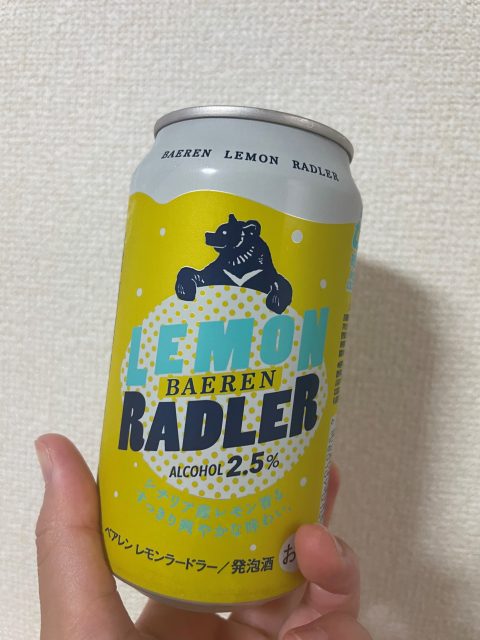 BAEREN LEMON RADLER
LEMON
BAEREN
RADLER
ALCOHOL 2.5%
シチリア産レモン香る
すっきり爽やかな味わい。
ベアレン レモンラードラー/発泡酒
お